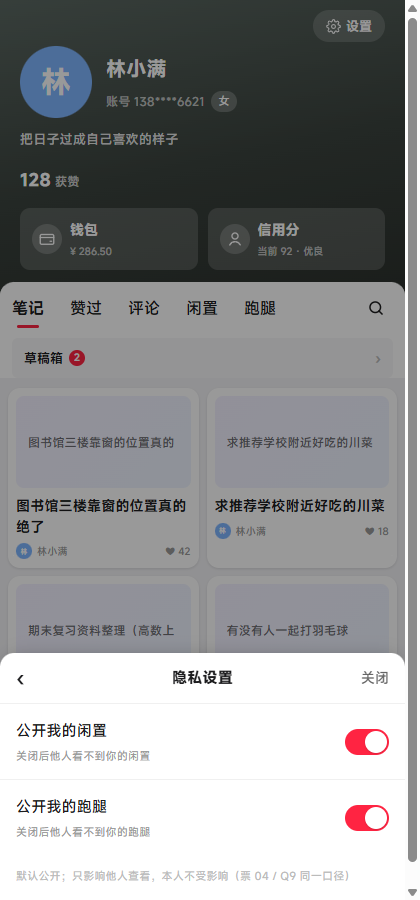 设置
林
林小满
账号 138****6621 女
把日子过成自己喜欢的样子
128 获赞
钱包
¥ 286.50
信用分
当前 92 · 优良
笔记 赞过 评论 闲置 跑腿
草稿箱 2 ›
图书馆三楼靠窗的位置真的
图书馆三楼靠窗的位置真的
绝了
林 林小满 42
求推荐学校附近好吃的川菜
求推荐学校附近好吃的川菜
林 林小满 18
期末复习资料整理（高数上
有没有人一起打羽毛球
‹ 隐私设置 关闭
公开我的闲置
关闭后他人看不到你的闲置
公开我的跑腿
关闭后他人看不到你的跑腿
默认公开；只影响他人查看，本人不受影响（票 04 / Q9 同一口径）